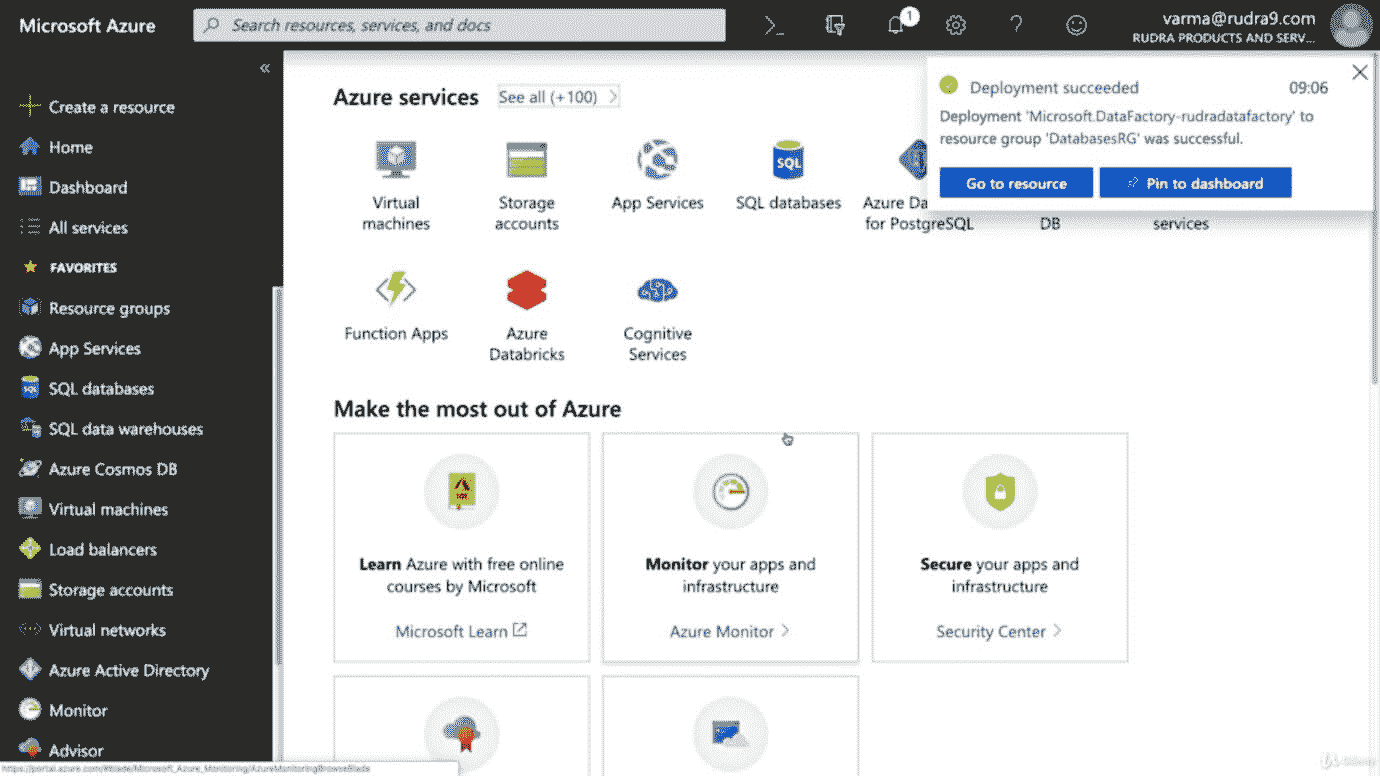 Microsoft Azure
Search resources, services, and docs
1
varma@rudra9.com
RUDRA PRODUCTS AND SERV...
Create a resource
Home
Dashboard
All services
FAVORITES
Resource groups
App Services
SQL databases
SQL data warehouses
Azure Cosmos DB
Virtual machines
Load balancers
Storage accounts
Virtual networks
Azure Active Directory
Monitor
Advisor
Azure services See all (+100)
Virtual
machines
Storage
accounts
App Services
SQL
SQL databases
Azure Da
for PostgreSQL
DB
services
Function Apps
Azure
Databricks
Cognitive
Services
Deployment succeeded 09:06
Deployment 'Microsoft.DataFactory-rudradatafactory' to
resource group 'DatabasesRG' was successful.
Go to resource
Pin to dashboard
Make the most out of Azure
Learn Azure with free online
courses by Microsoft
Microsoft Learn
Monitor your apps and
infrastructure
Azure Monitor
Secure your apps and
infrastructure
Security Center
https://portal.azure.com/#blade/Microsoft_Azure_Monitoring/AzureMonitoringBrowseBlade